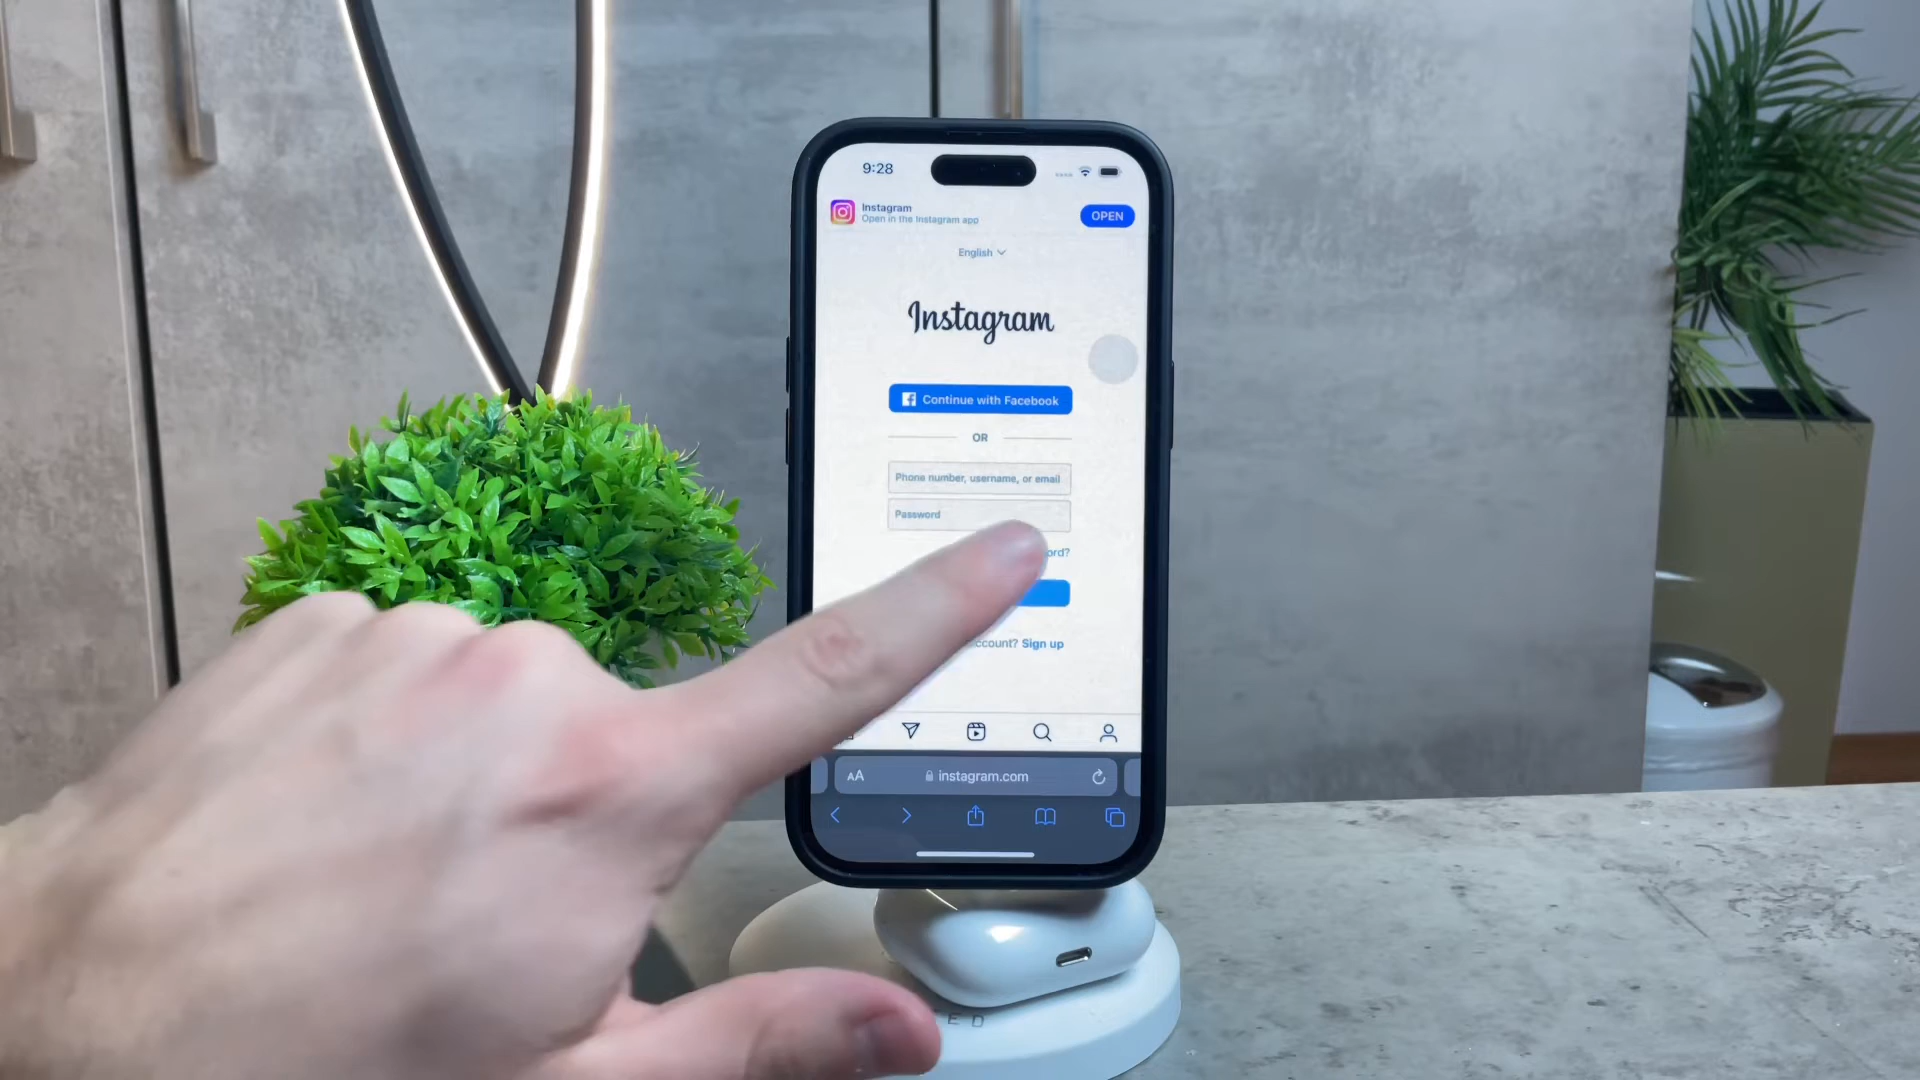 9:28
Instagram
Open in the Instagram app
OPEN
English
Instagram
Continue with Facebook
OR
Phone number, username, or email
Password
ord?
ccount? Sign up
AA
instagram.com
ED